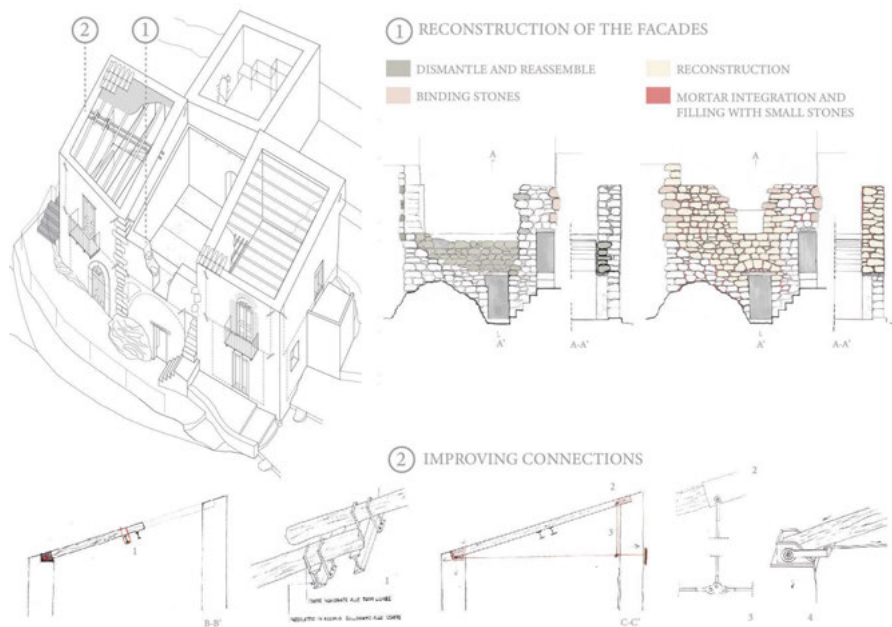 2
1
1 RECONSTRUCTION OF THE FACADES
DISMANTLE AND REASSEMBLE
RECONSTRUCTION
BINDING STONES
MORTAR INTEGRATION AND
FILLING WITH SMALL STONES
A
A
L
A'
A-A'
L
A'
A-A'
2 IMPROVING CONNECTIONS
1
B-B'
1
2
3
C-C'
2
3
4